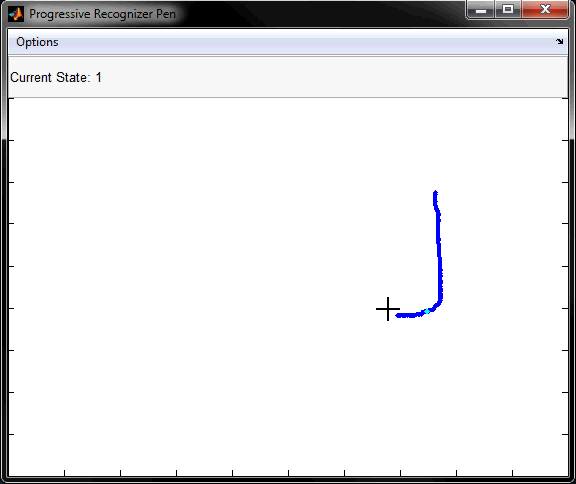 Progressive Recognizer Pen
Options
Current State: 1